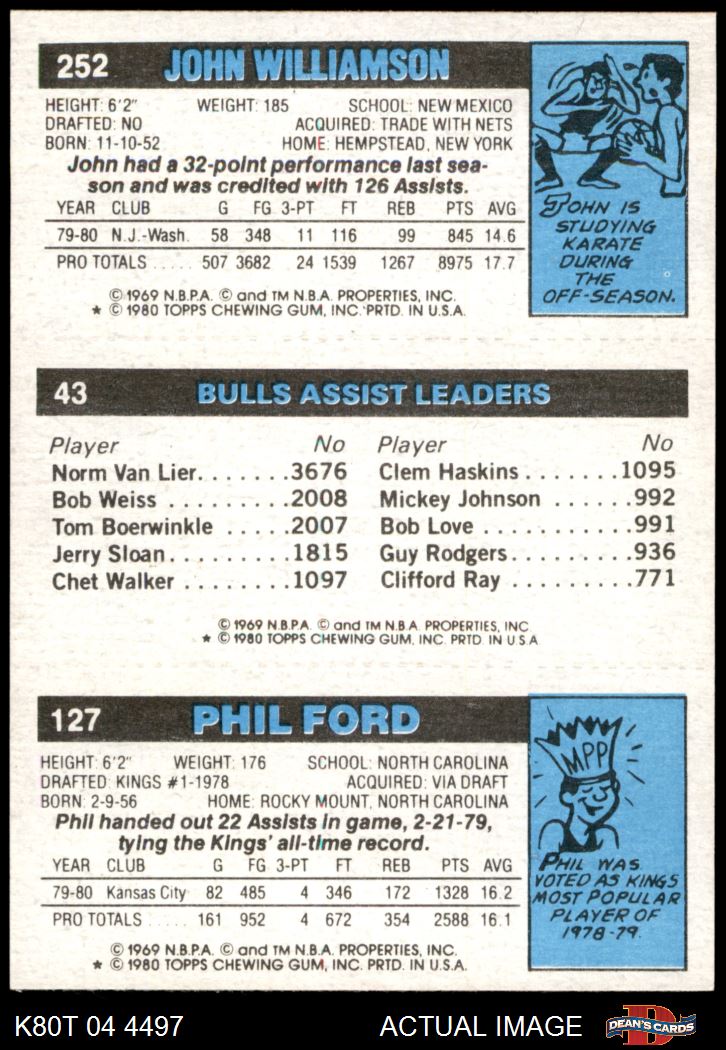 252 JOHN WILLIAMSON
HEIGHT: 6'2" WEIGHT: 185 SCHOOL: NEW MEXICO
DRAFTED: NO ACQUIRED: TRADE WITH NETS
BORN: 11-10-52 HOME: HEMPSTEAD, NEW YORK
John had a 32-point performance last sea-
son and was credited with 126 Assists.
YEAR CLUB G FG 3-PT FT REB PTS AVG
79-80 N.J.-Wash. 58 348 11 116 99 845 14.6
PRO TOTALS ..... 507 3682 24 1539 1267 8975 17.7
© 1969 N.B.P.A. © and TM N.B.A. PROPERTIES, INC.
★ © 1980 TOPPS CHEWING GUM, INC. PRTD. IN U.S.A.
JOHN IS
STUDYING
KARATE
DURING
THE
OFF-SEASON.
43 BULLS ASSIST LEADERS
Player No Player No
Norm Van Lier.......3676 Clem Haskins.......1095
Bob Weiss.........2008 Mickey Johnson......992
Tom Boerwinkle.....2007 Bob Love.........991
Jerry Sloan.........1815 Guy Rodgers........936
Chet Walker........1097 Clifford Ray.........771
© 1969 N.B.P.A. © and TM N.B.A. PROPERTIES, INC
★ © 1980 TOPPS CHEWING GUM, INC. PRTD. IN U.S.A
127 PHIL FORD
HEIGHT: 6'2" WEIGHT: 176 SCHOOL: NORTH CAROLINA
DRAFTED: KINGS #1-1978 ACQUIRED: VIA DRAFT
BORN: 2-9-56 HOME: ROCKY MOUNT, NORTH CAROLINA
Phil handed out 22 Assists in game, 2-21-79,
tying the Kings' all-time record.
YEAR CLUB G FG 3-PT FT REB PTS AVG
79-80 Kansas City 82 485 4 346 172 1328 16.2
PRO TOTALS ..... 161 952 4 672 354 2588 16.1
© 1969 N.B.P.A. © and TM N.B.A. PROPERTIES, INC.
★ © 1980 TOPPS CHEWING GUM, INC. PRTD. IN U.S.A.
MPP
PHIL WAS
VOTED AS KINGS
MOST POPULAR
PLAYER OF
1978-79.
K80T 04 4497 ACTUAL IMAGE D DEAN'S CARDS